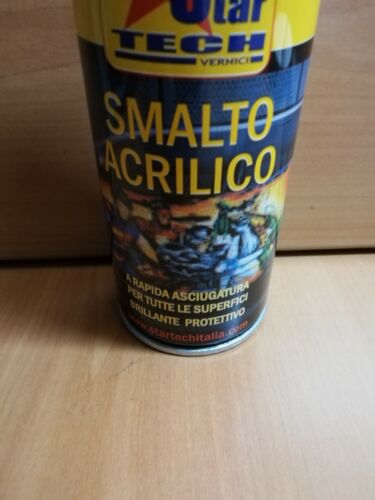 Star
TECH
VERNICI
SMALTO
ACRILICO
A RAPIDA ASCIUGATURA
PER TUTTE LE SUPERFICI
BRILLANTE PROTETTIVO
www.startechitalia.com